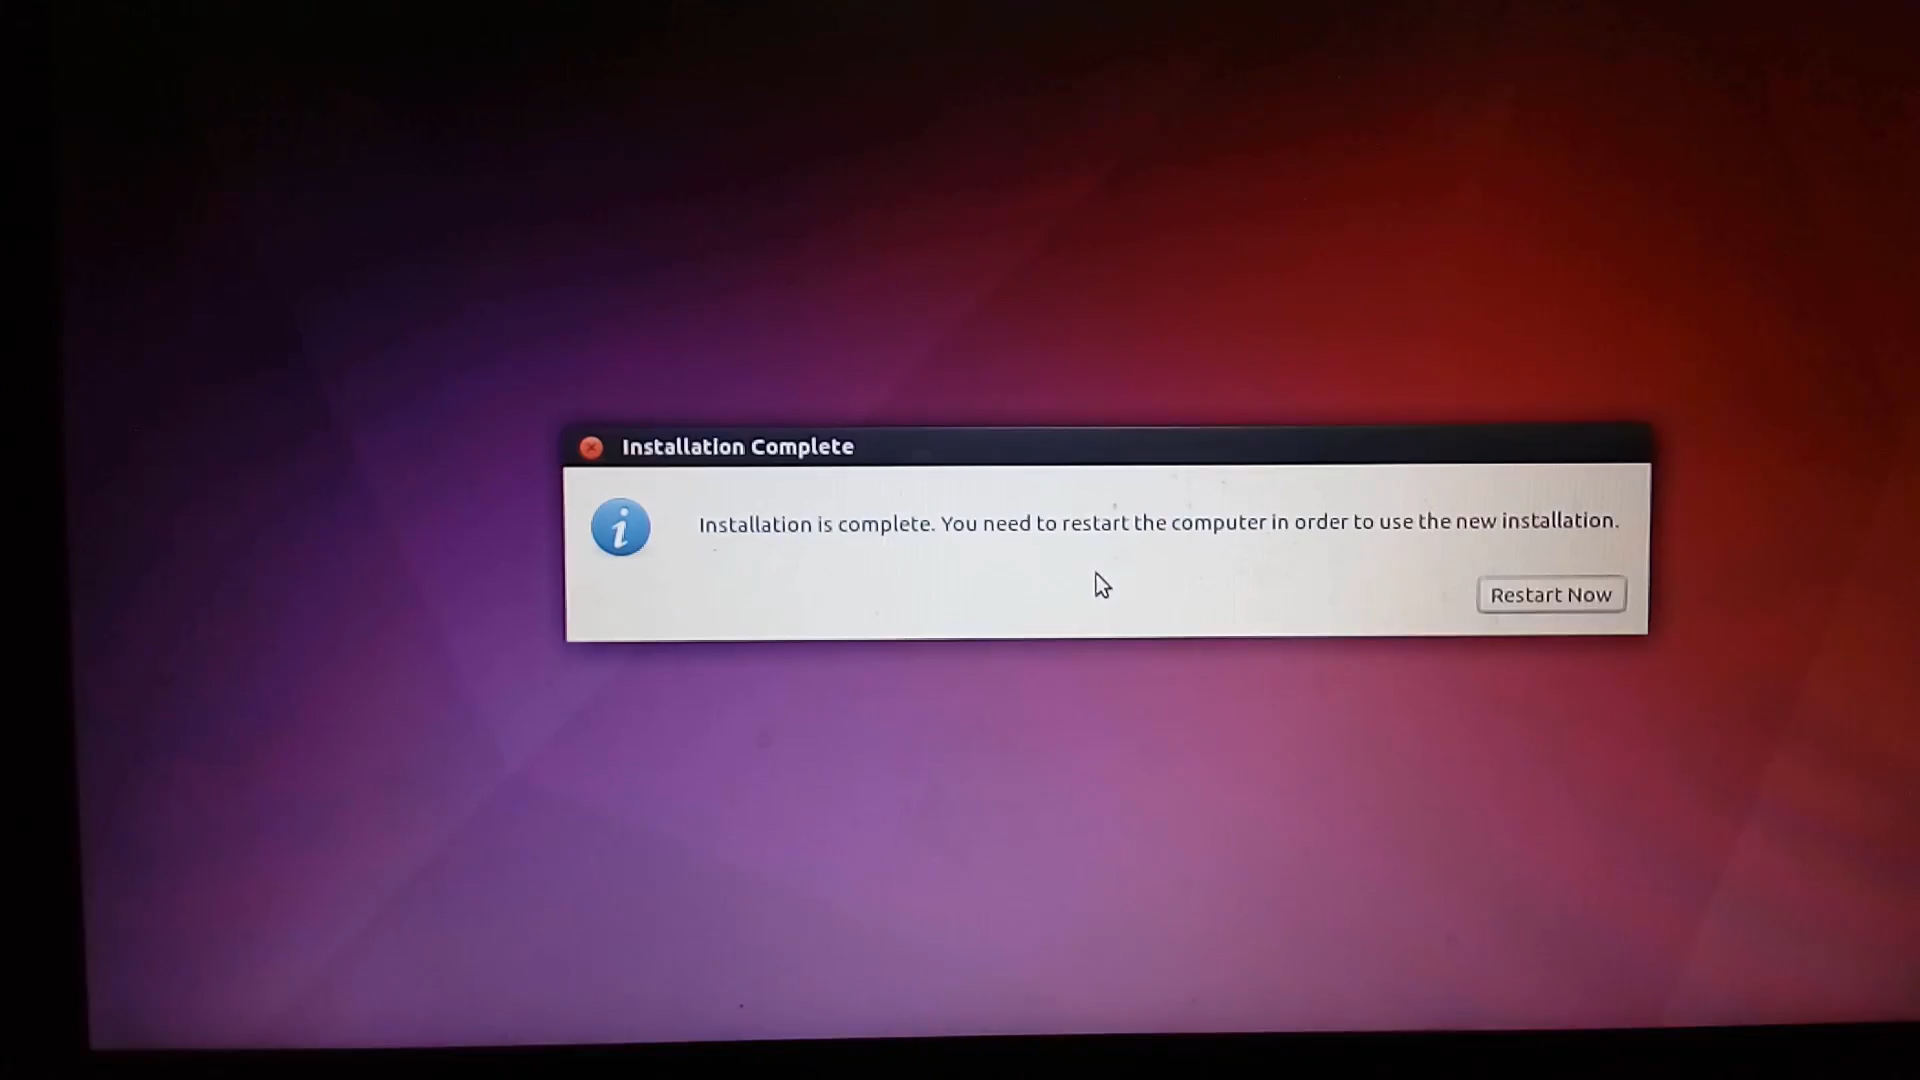 Installation Complete
Installation is complete. You need to restart the computer in order to use the new installation.
Restart Now